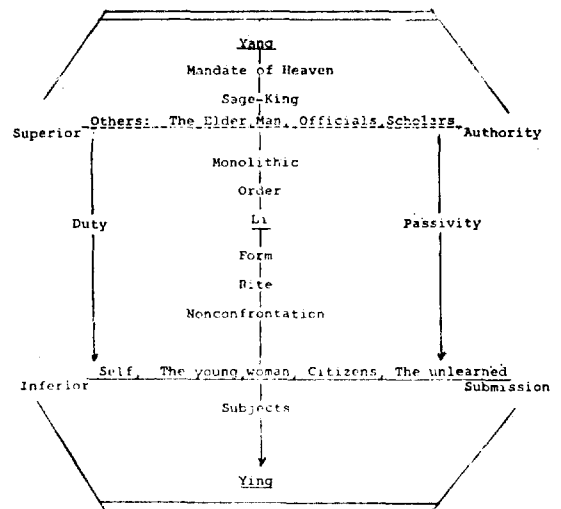 Yang
Mandate of Heaven
Sage-King
Others: The Elder, Man, Officials, Scholars
Superior Authority
Monolithic
Order
Li
Duty Passivity
Form
Rite
Nonconfrontation
Self, The young, woman, Citizens, The unlearned
Inferior Submission
Subjects
Ying